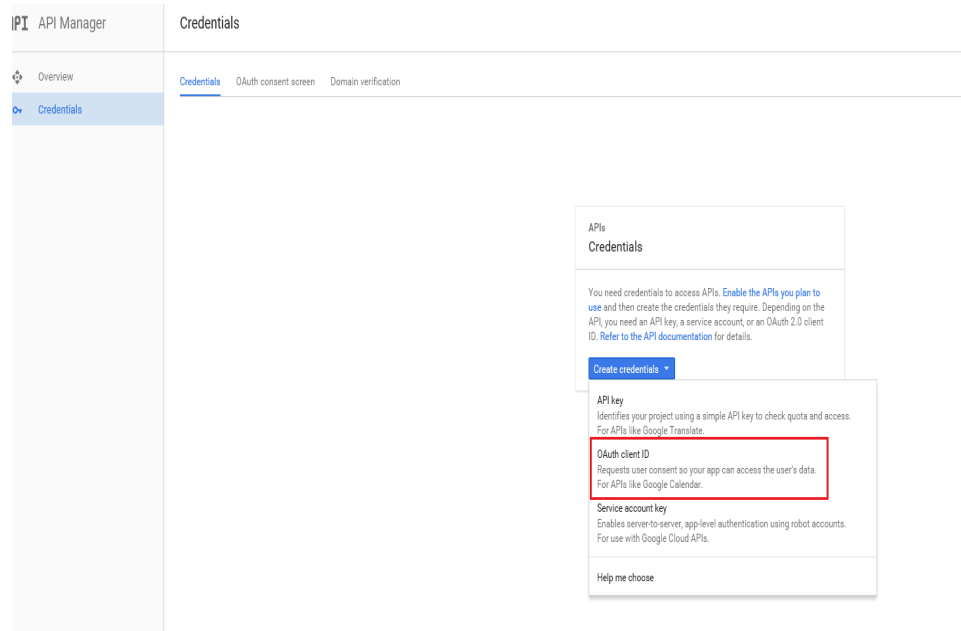 API API Manager
Credentials
Overview
Credentials
Credentials OAuth consent screen Domain verification
APIs
Credentials
You need credentials to access APIs. Enable the APIs you plan to
use and then create the credentials they require. Depending on the
API, you need an API key, a service account, or an OAuth 2.0 client
ID. Refer to the API documentation for details.
Create credentials
API key
Identifies your project using a simple API key to check quota and access.
For APIs like Google Translate.
OAuth client ID
Requests user consent so your app can access the user's data.
For APIs like Google Calendar.
Service account key
Enables server-to-server, app-level authentication using robot accounts.
For use with Google Cloud APIs.
Help me choose